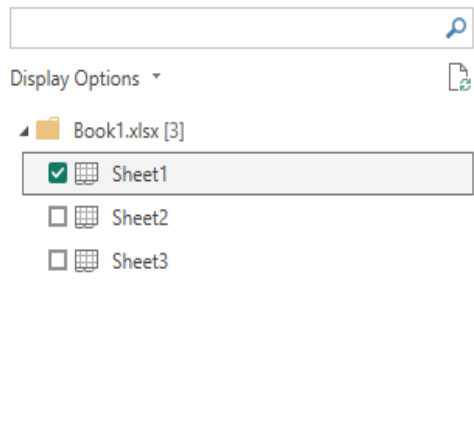 Display Options
Book1.xlsx [3]
Sheet1
Sheet2
Sheet3